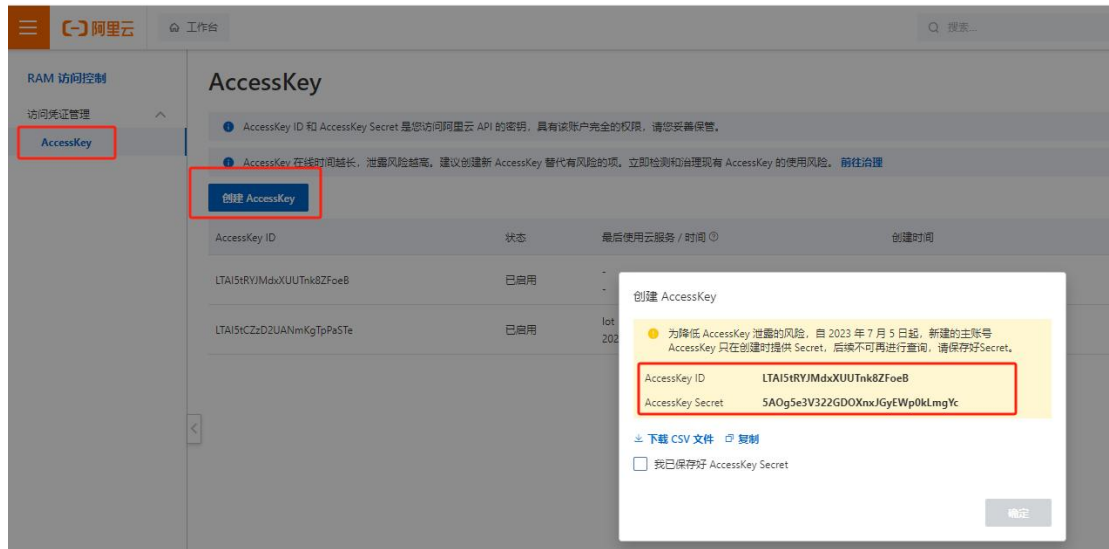 阿里云
工作台
搜索...
RAM 访问控制
访问凭证管理
AccessKey
AccessKey
AccessKey ID 和 AccessKey Secret 是您访问阿里云 API 的密钥，具有该账户完全的权限，请您妥善保管。
AccessKey 在线时间越长，泄露风险越高。建议创建新 AccessKey 替代有风险的项。立即检测和治理现有 AccessKey 的使用风险。 前往治理
创建 AccessKey
AccessKey ID 状态 最后使用云服务 / 时间 创建时间
LTAI5tRYJMdxXUUTnk8ZFoeB 已启用 -
-
LTAI5tCZzD2UANmKgTpPaSTe 已启用 Iot
202
创建 AccessKey
为降低 AccessKey 泄露的风险，自 2023 年 7 月 5 日起，新建的主账号
AccessKey 只在创建时提供 Secret，后续不可再进行查询，请保存好Secret。
AccessKey ID LTAI5tRYJMdxXUUTnk8ZFoeB
AccessKey Secret 5AOg5e3V322GDOXnxJGyEWp0kLmgYc
下载 CSV 文件 复制
我已保存好 AccessKey Secret
确定